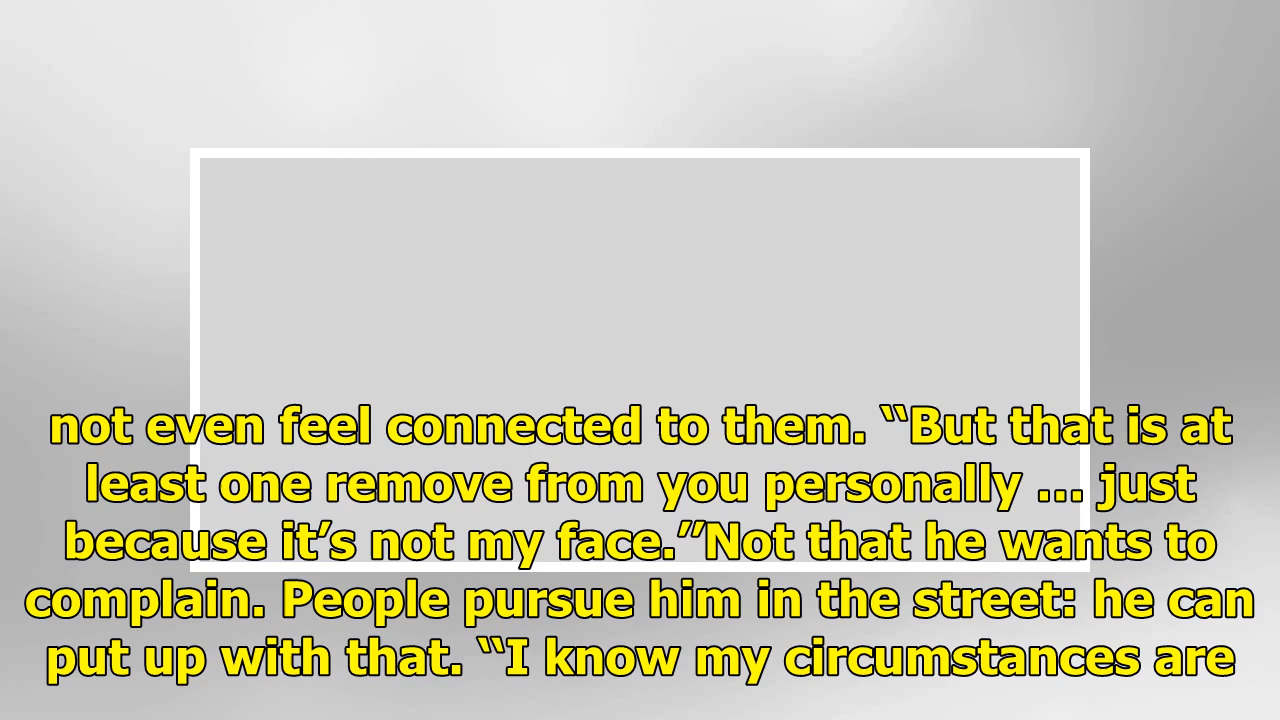 not even feel connected to them. “But that is at
least one remove from you personally ... just
because it’s not my face.”Not that he wants to
complain. People pursue him in the street: he can
put up with that. “I know my circumstances are